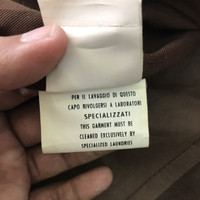 PER IL LAVAGGIO DI QUESTO
CAPO RIVOLGERSI A LABORATORI
SPECIALIZZATI
THIS GARMENT MUST BE
CLEANED EXCLUSIVELY BY
SPECIALIZED LAUNDRIES